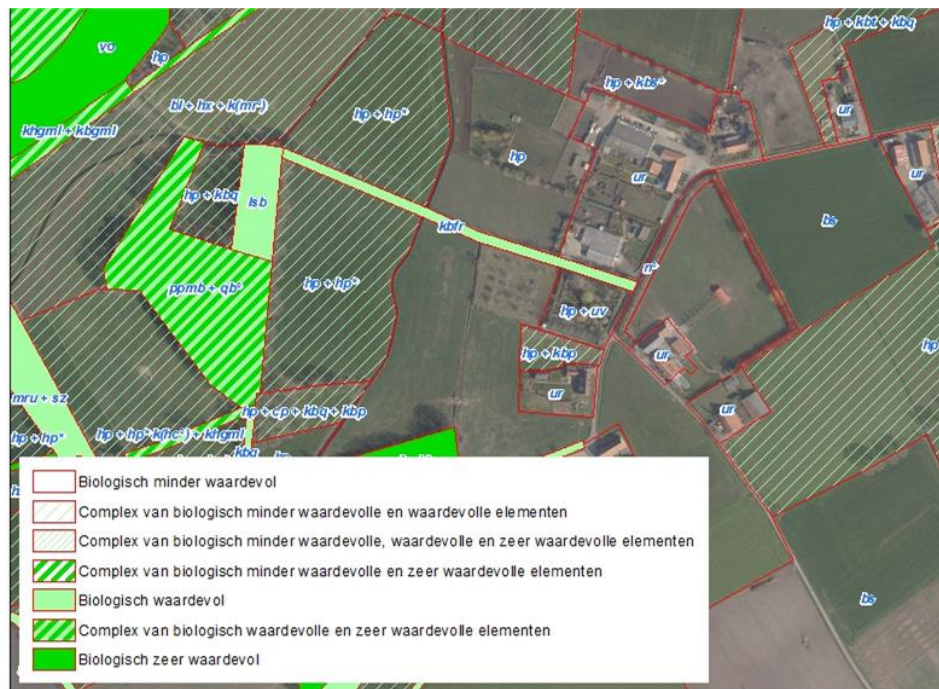 hp + kbt + kbq
vo
hp
hp + kbs°
bl + hx + k(mr-)
hp + hp*
ur
khgml + kbgml
hp
ur
ur
hp + kbq
lsb
kbfr
bs
n°
ppmb + qb°
hp + hp*
hp + uv
hp
hp + kbp
ur
mru + sz
ur
ur
hp + cp + kbq + kbp
hp + hp*
hp + hp* k(hc°) + khgml
kbq
hp
bs
Biologisch minder waardevol
Complex van biologisch minder waardevolle en waardevolle elementen
Complex van biologisch minder waardevolle, waardevolle en zeer waardevolle elementen
Complex van biologisch minder waardevolle en zeer waardevolle elementen
Biologisch waardevol
Complex van biologisch waardevolle en zeer waardevolle elementen
Biologisch zeer waardevol